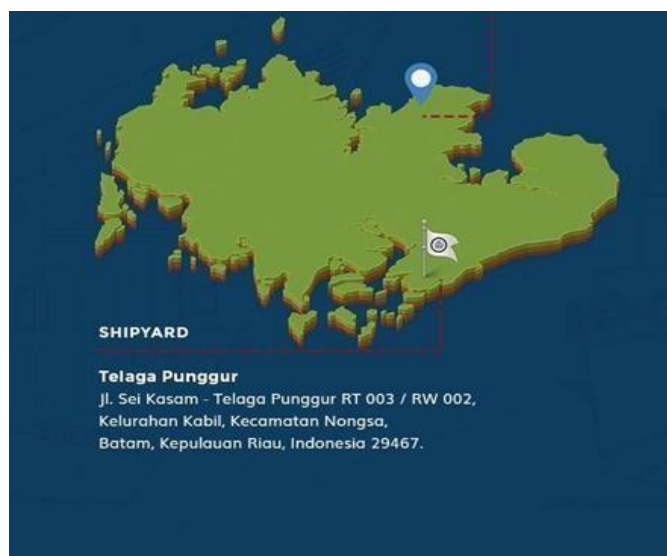 SHIPYARD
Telaga Punggur
Jl. Sei Kasam - Telaga Punggur RT 003 / RW 002,
Kelurahan Kabil, Kecamatan Nongsa,
Batam, Kepulauan Riau, Indonesia 29467.